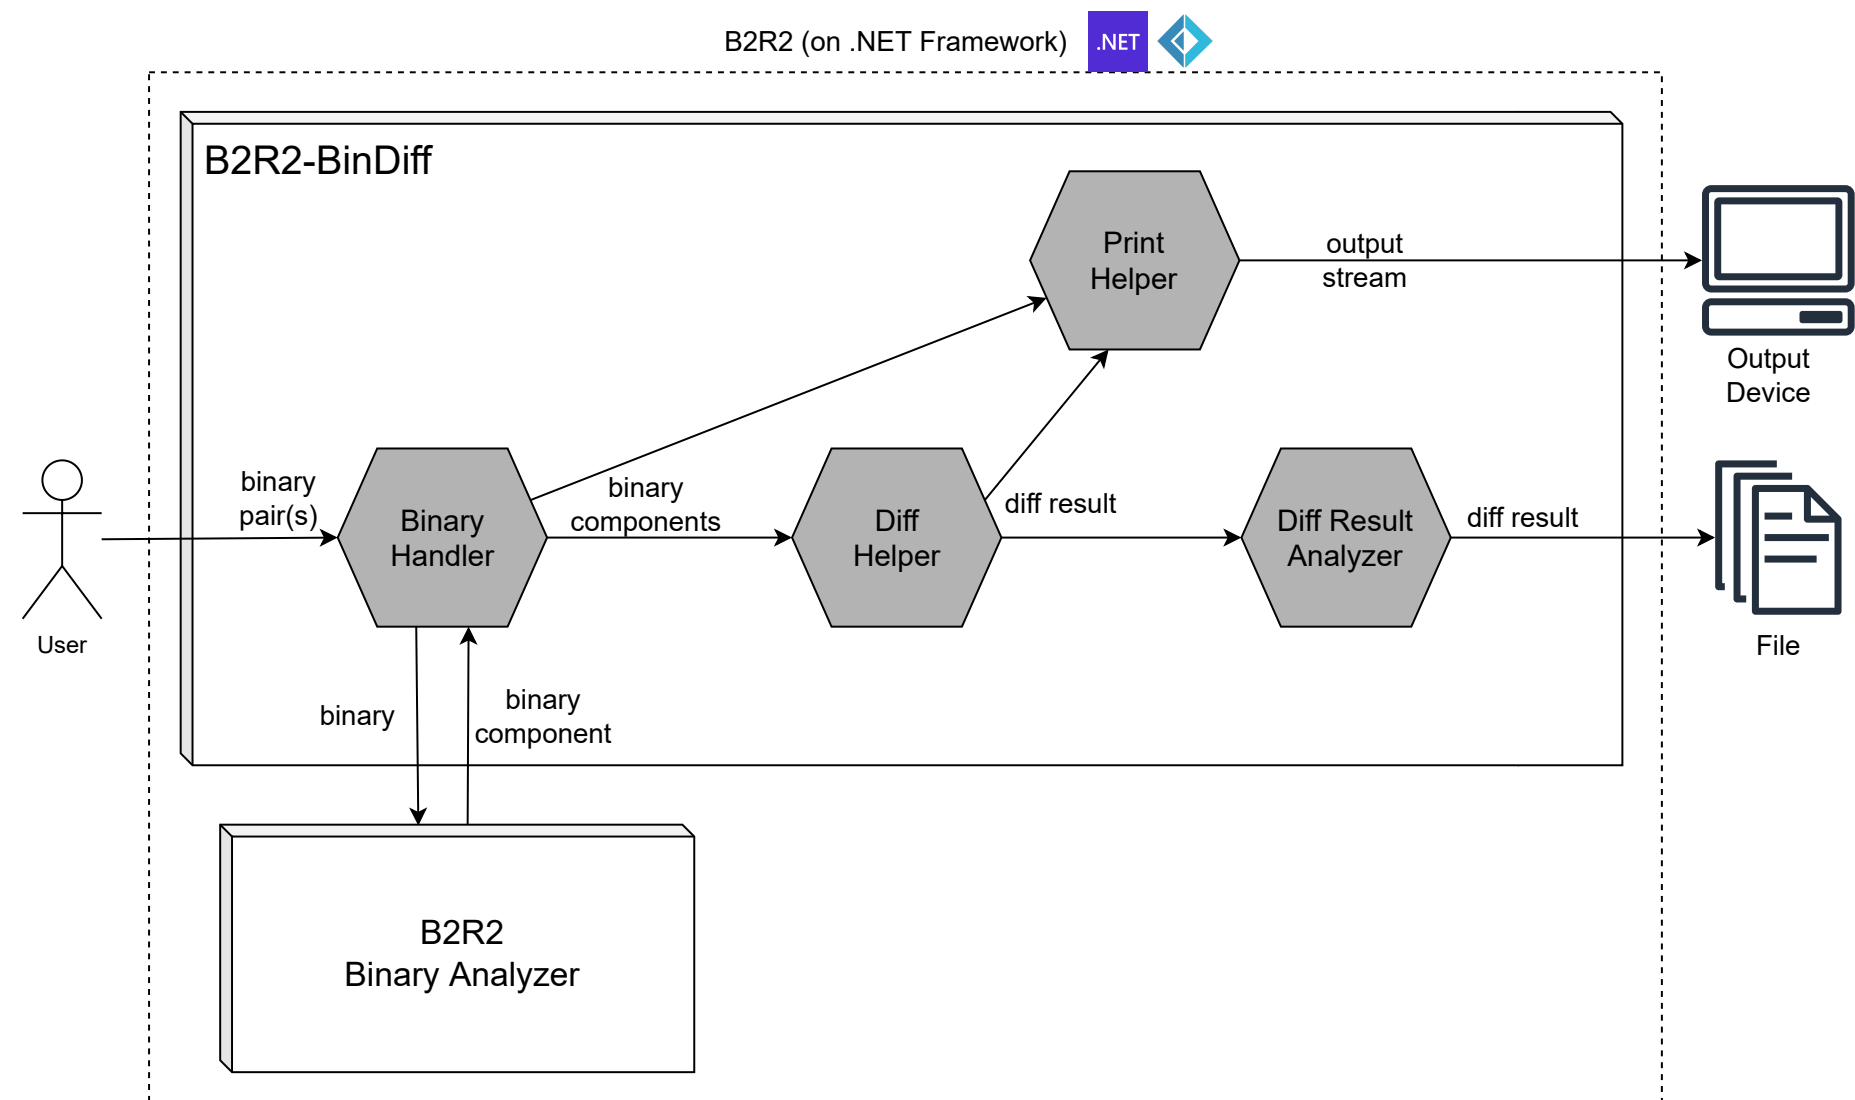 B2R2 (on .NET Framework)
.NET
B2R2-BinDiff
Print
Helper
output
stream
Output
Device
binary
pair(s)
Binary
Handler
binary
components
Diff
Helper
diff result
Diff Result
Analyzer
diff result
User
File
binary
binary
component
B2R2
Binary Analyzer